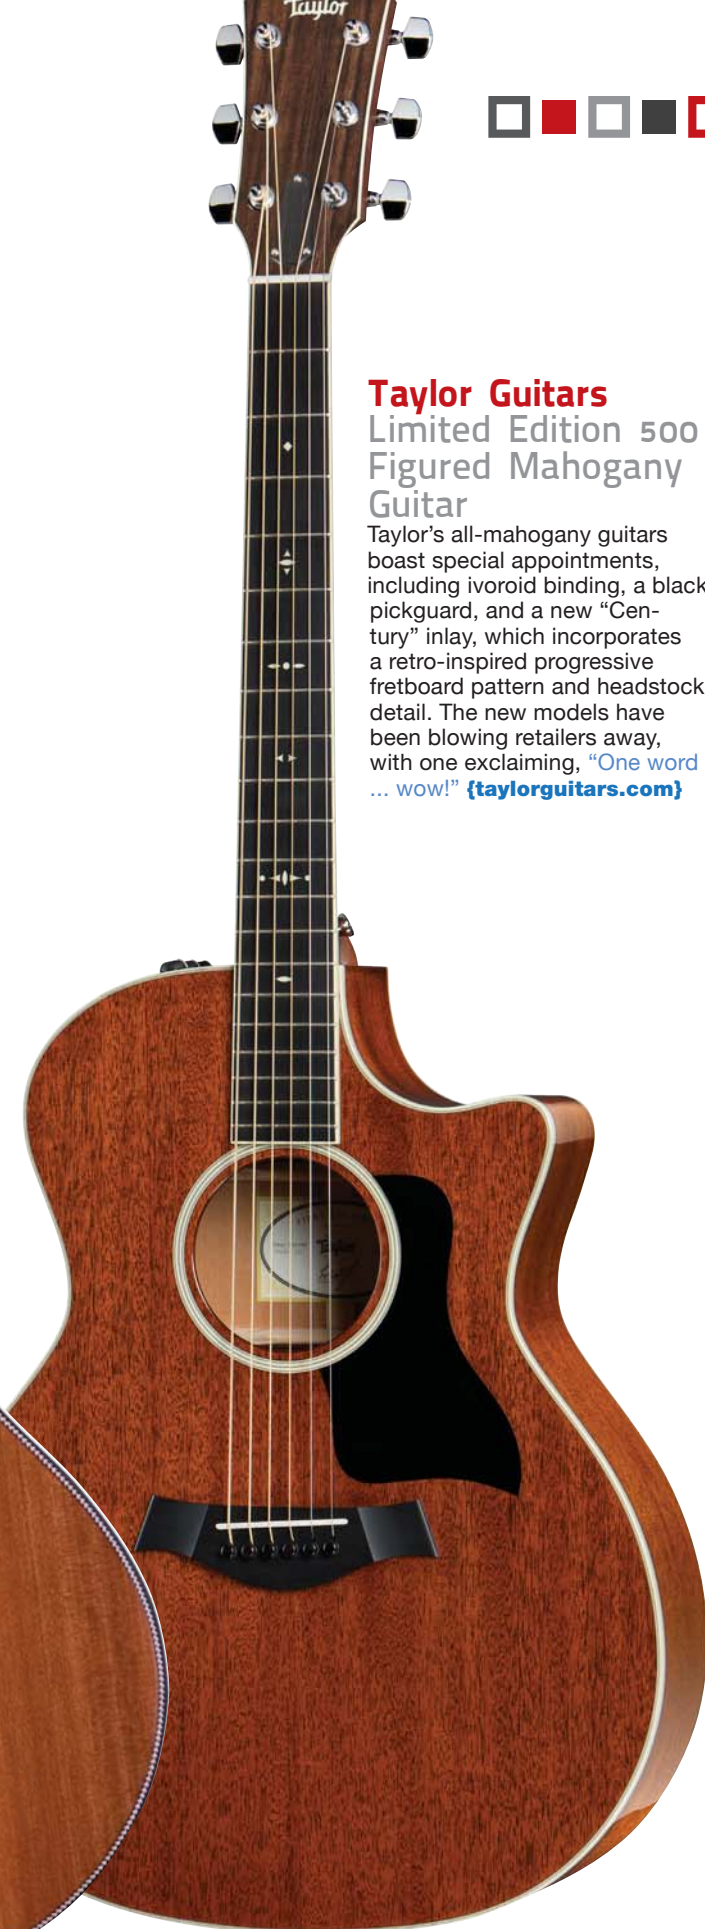 Taylor
Taylor Guitars
Limited Edition 500
Figured Mahogany
Guitar
Taylor’s all-mahogany guitars
boast special appointments,
including ivoroid binding, a black
pickguard, and a new “Cen-
tury” inlay, which incorporates
a retro-inspired progressive
fretboard pattern and headstock
detail. The new models have
been blowing retailers away,
with one exclaiming, “One word
... wow!” {taylorguitars.com}
Taylor